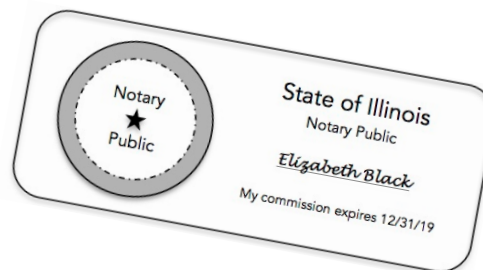 Notary
Public
State of Illinois
Notary Public
Elizabeth Black
My commission expires 12/31/19